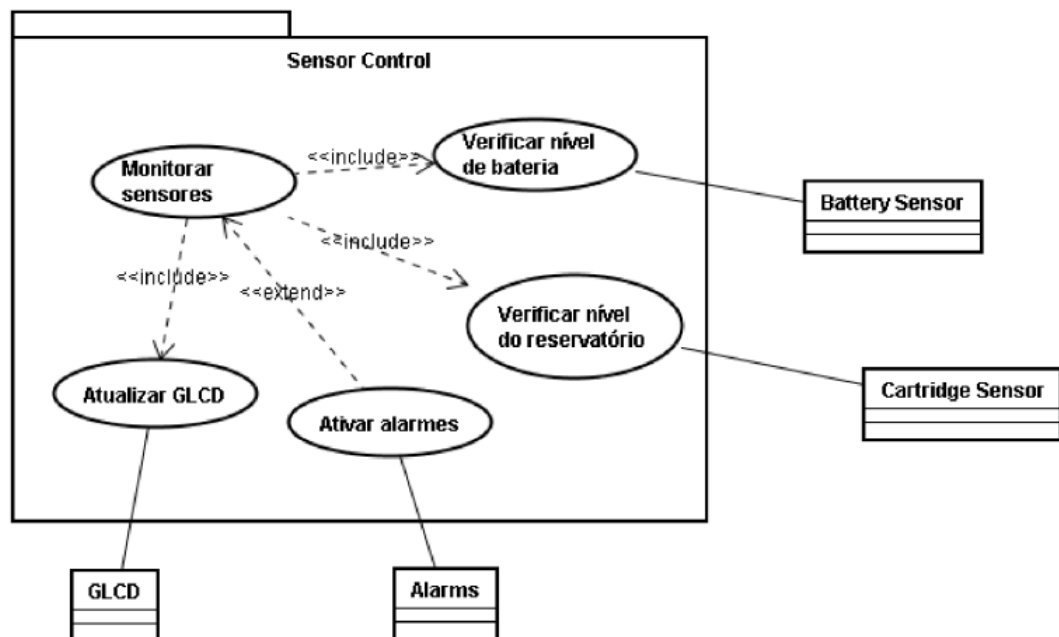 Sensor Control
Monitorar
sensores
<<include>>
Verificar nível
de bateria
Battery Sensor
<<include>>
<<include>>
<<extend>>
Verificar nível
do reservatório
Cartridge Sensor
Atualizar GLCD
Ativar alarmes
GLCD
Alarms